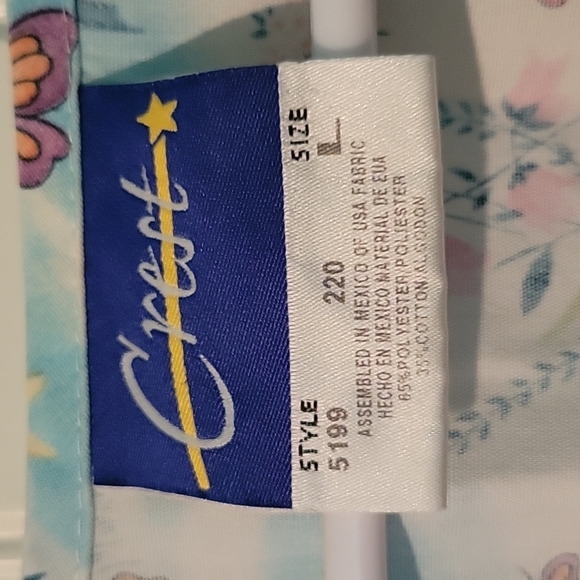 Crest
STYLE SIZE
5199 220 L
ASSEMBLED IN MEXICO OF USA FABRIC
HECHO EN MEXICO MATERIAL DE EUA
65%POLYESTER/POLIESTER
35%COTTON/ALGODON